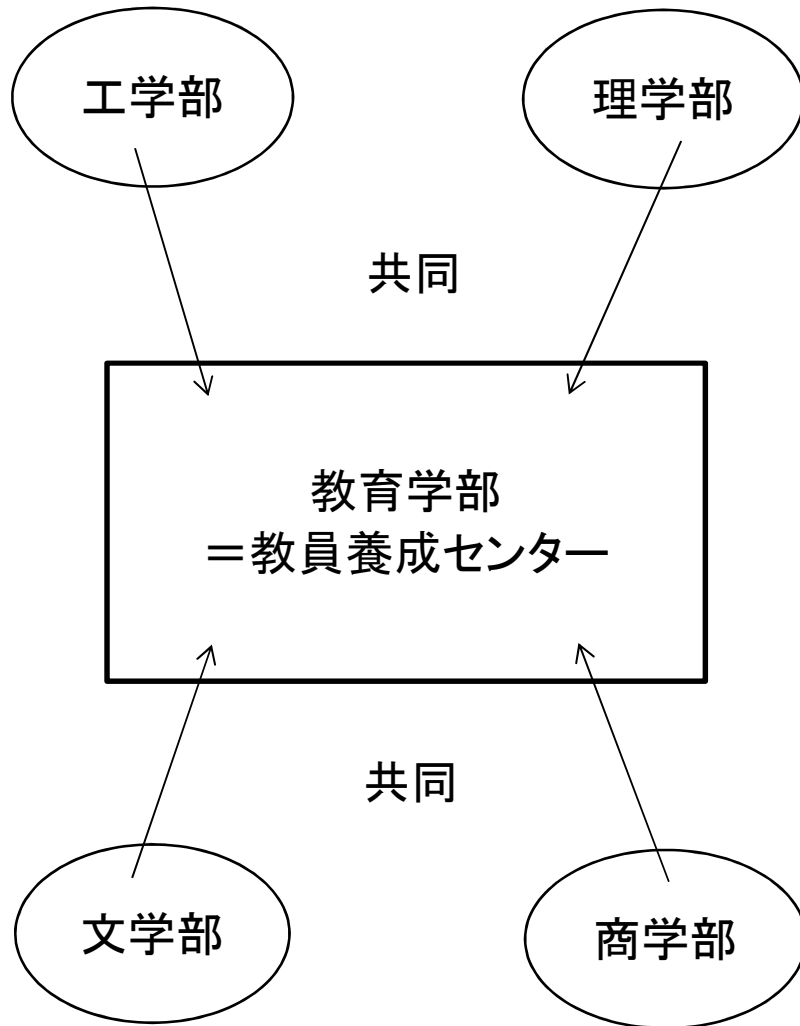 工学部
理学部
共同
教育学部
＝教員養成センター
共同
文学部
商学部